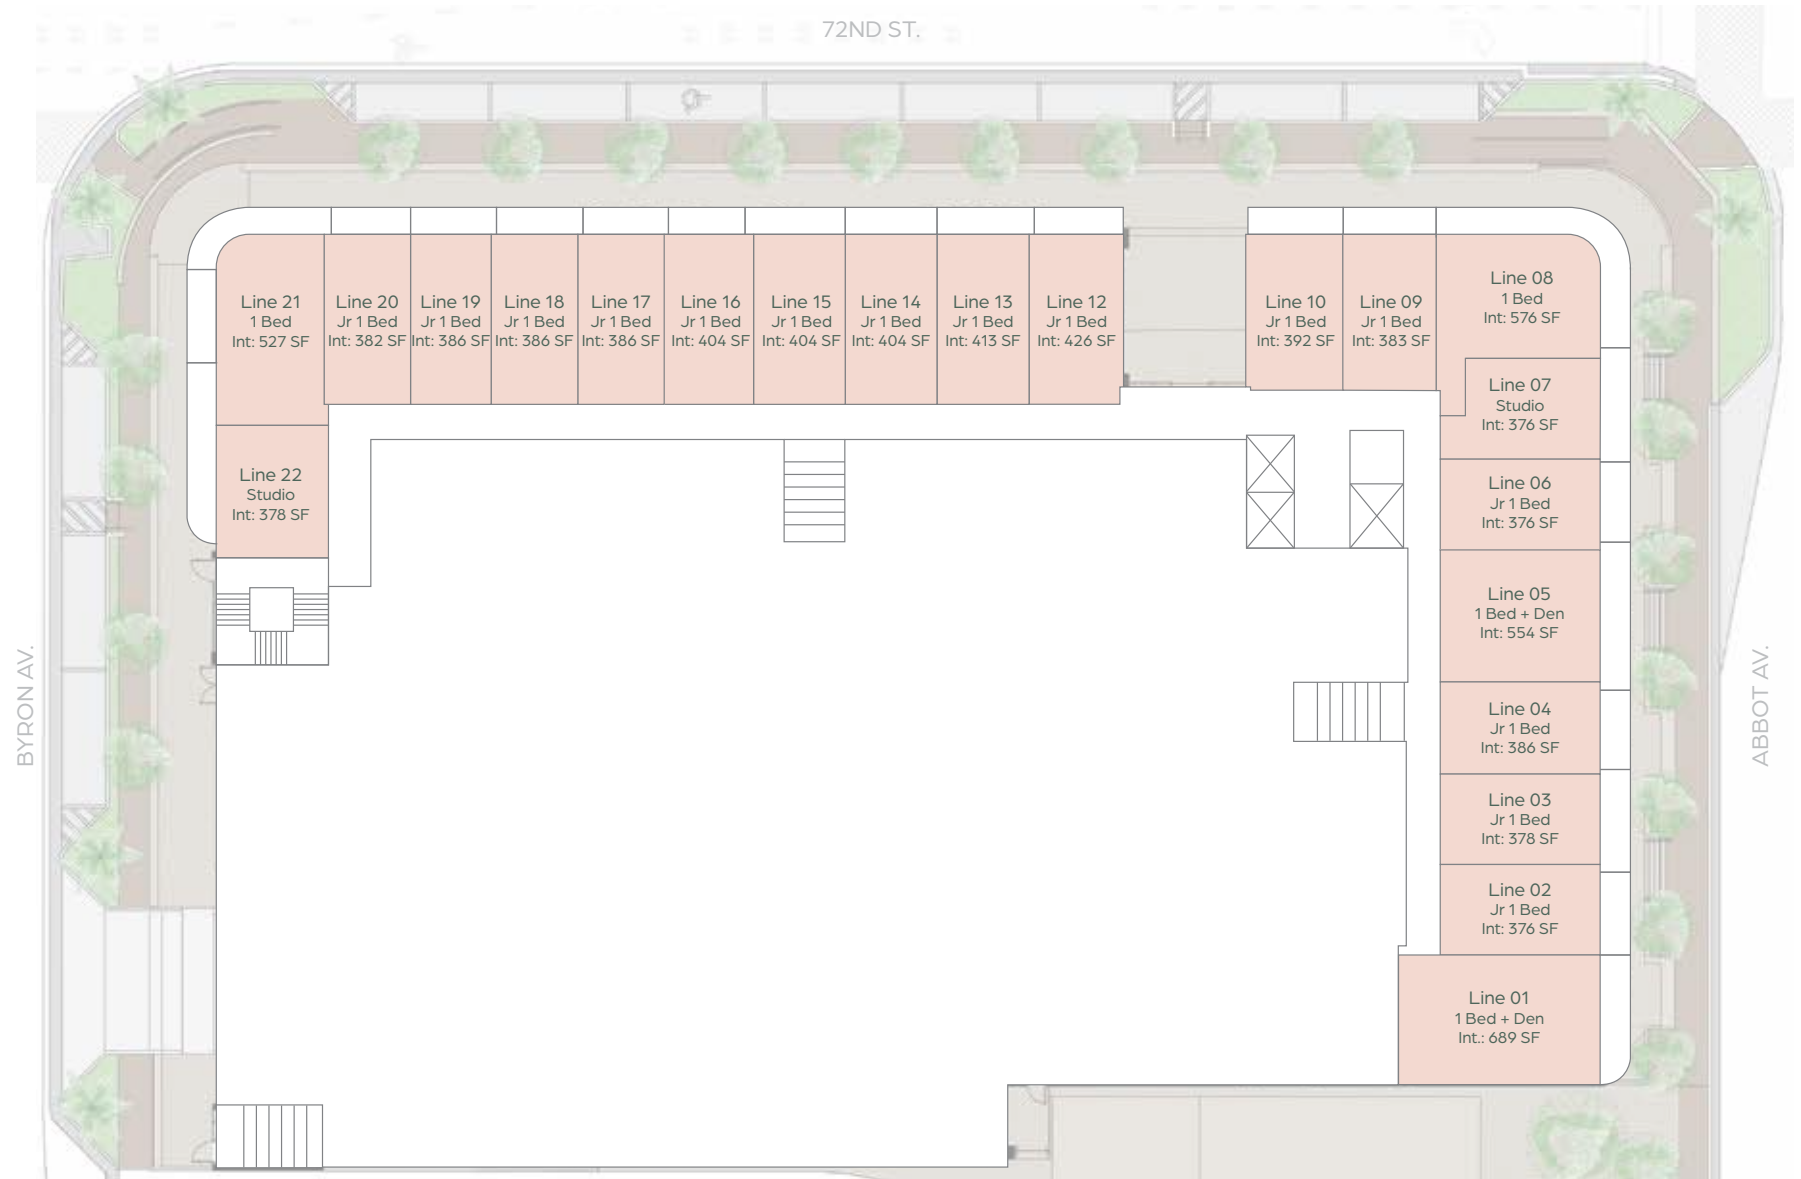 72ND ST.
Line 21
1 Bed
Int: 527 SF
Line 20
Jr 1 Bed
Int: 382 SF
Line 19
Jr 1 Bed
Int: 386 SF
Line 18
Jr 1 Bed
Int: 386 SF
Line 17
Jr 1 Bed
Int: 386 SF
Line 16
Jr 1 Bed
Int: 404 SF
Line 15
Jr 1 Bed
Int: 404 SF
Line 14
Jr 1 Bed
Int: 404 SF
Line 13
Jr 1 Bed
Int: 413 SF
Line 12
Jr 1 Bed
Int: 426 SF
Line 10
Jr 1 Bed
Int: 392 SF
Line 09
Jr 1 Bed
Int: 383 SF
Line 08
1 Bed
Int: 576 SF
Line 07
Studio
Int: 376 SF
Line 22
Studio
Int: 378 SF
Line 06
Jr 1 Bed
Int: 376 SF
Line 05
1 Bed + Den
Int: 554 SF
BYRON AV.
ABBOT AV.
Line 04
Jr 1 Bed
Int: 386 SF
Line 03
Jr 1 Bed
Int: 378 SF
Line 02
Jr 1 Bed
Int: 376 SF
Line 01
1 Bed + Den
Int.: 689 SF